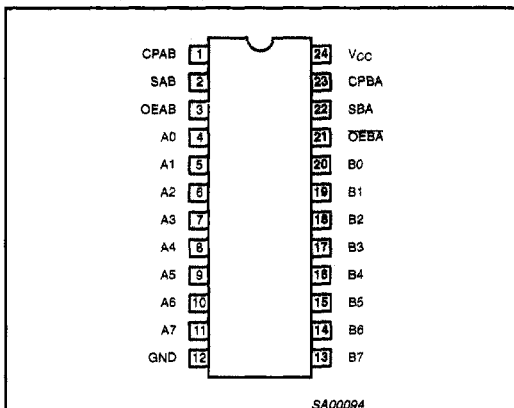 CPAB 1 24 VCC
SAB 2 23 CPBA
OEAB 3 22 SBA
A0 4 21 OEBA
A1 5 20 B0
A2 6 19 B1
A3 7 18 B2
A4 8 17 B3
A5 9 16 B4
A6 10 15 B5
A7 11 14 B6
GND 12 13 B7
SA00094